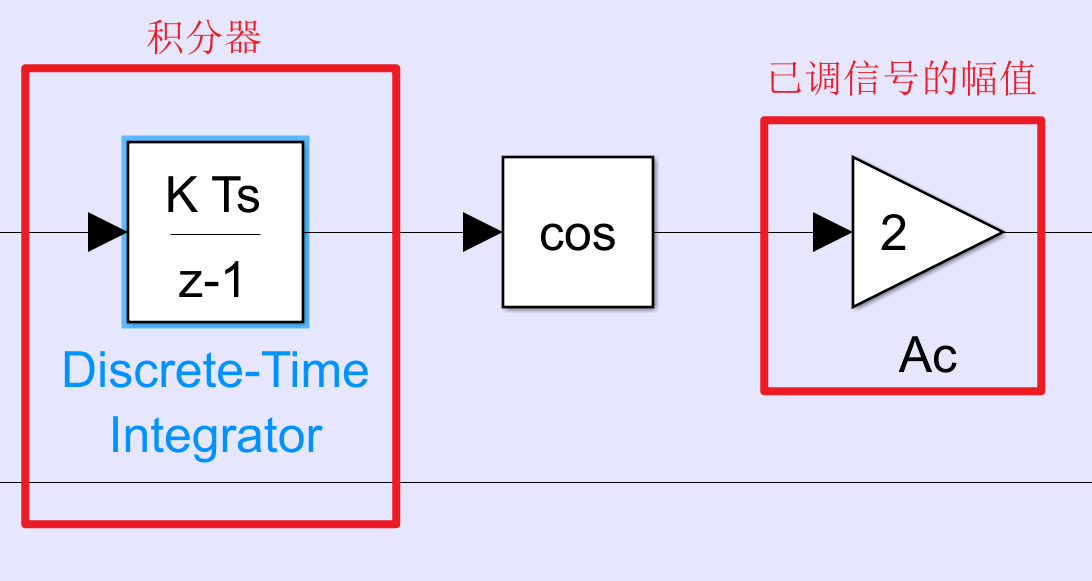 积分器
已调信号的幅值
K Ts
z-1
cos
2
Discrete-Time
Integrator
Ac